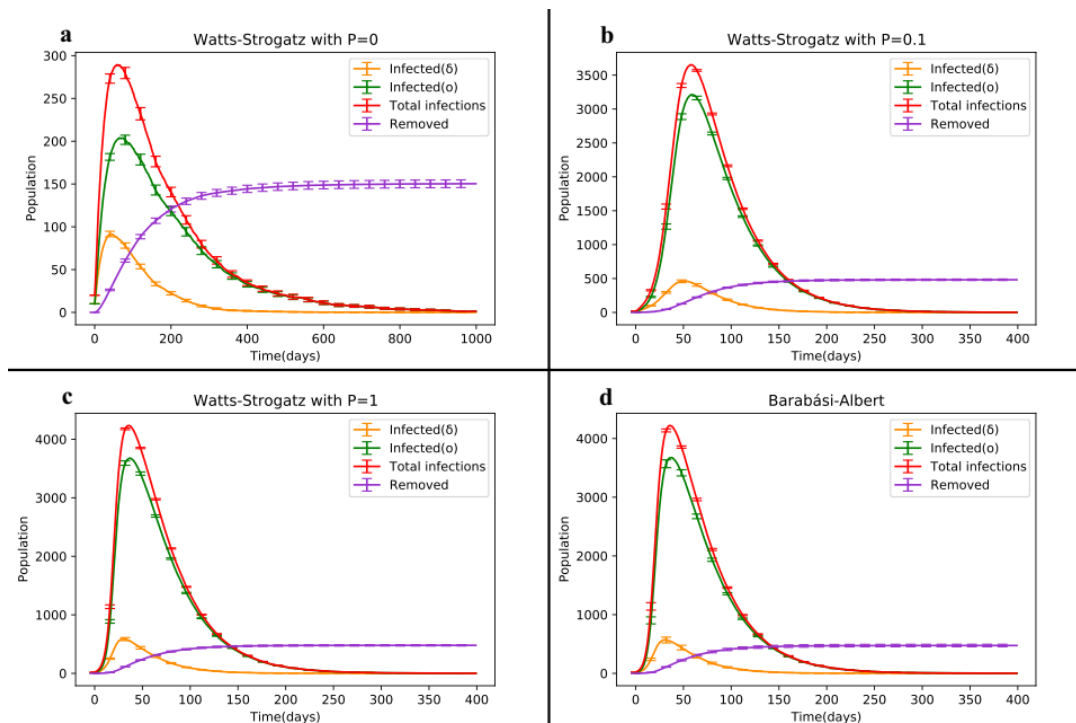 a
Watts-Strogatz with P=0
300
250
200
150
100
50
0
Population
Infected(δ)
Infected(o)
Total infections
Removed
0 200 400 600 800 1000
Time(days)
b
Watts-Strogatz with P=0.1
3500
3000
2500
2000
1500
1000
500
0
Population
Infected(δ)
Infected(o)
Total infections
Removed
0 50 100 150 200 250 300 350 400
Time(days)
c
Watts-Strogatz with P=1
4000
3000
2000
1000
0
Population
Infected(δ)
Infected(o)
Total infections
Removed
0 50 100 150 200 250 300 350 400
Time(days)
d
Barabási-Albert
4000
3000
2000
1000
0
Population
Infected(δ)
Infected(o)
Total infections
Removed
0 50 100 150 200 250 300 350 400
Time(days)